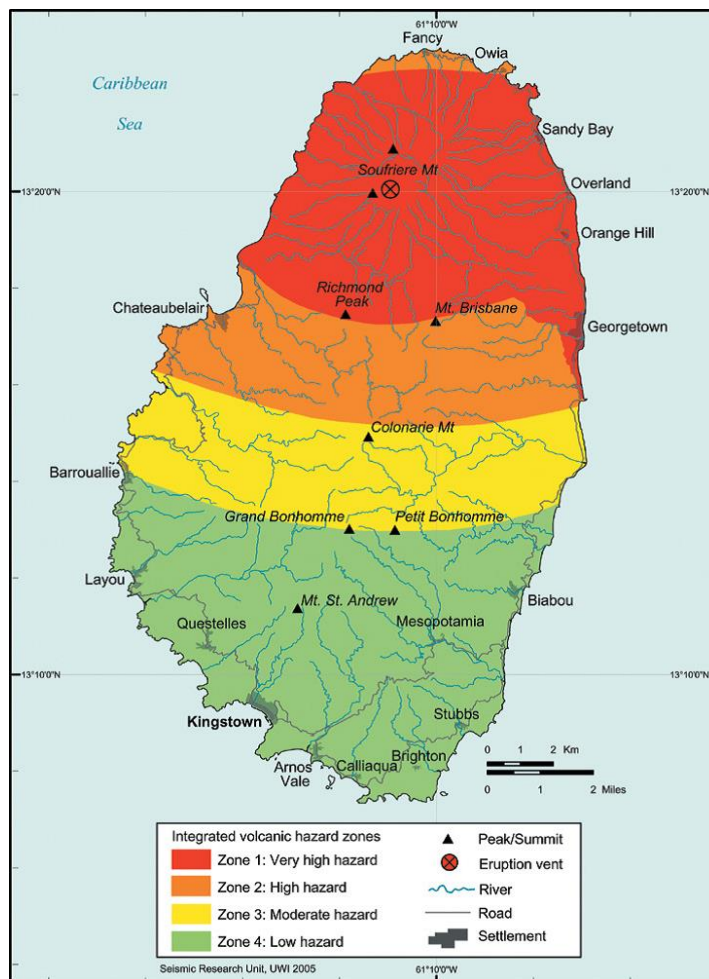 61°10'0"W
Fancy
Owia
Caribbean
Sea
Sandy Bay
Soufriere Mt
Overland
13°20'0"N
13°20'0"N
Orange Hill
Richmond
Peak
Chateaubelair
Mt. Brisbane
Georgetown
Colonarie Mt
Barrouallie
Grand Bonhomme
Petit Bonhomme
Layou
Biabou
Mt. St. Andrew
Questelles
Mesopotamia
13°10'0"N
13°10'0"N
Kingstown
Stubbs
Brighton
Arnos
Vale
Calliaqua
0 1 2 Km
0 1 2 Miles
Integrated volcanic hazard zones
Zone 1: Very high hazard
Zone 2: High hazard
Zone 3: Moderate hazard
Zone 4: Low hazard
Peak/Summit
Eruption vent
River
Road
Settlement
Seismic Research Unit, UWI 2005
61°10'0"W